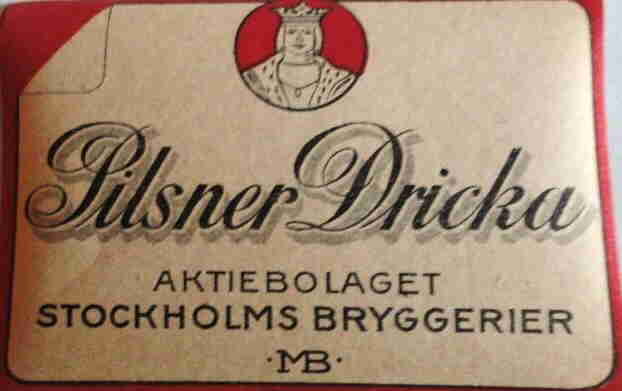 Pilsner Dricka
AKTIEBOLAGET
STOCKHOLMS BRYGGERIER
·MB·